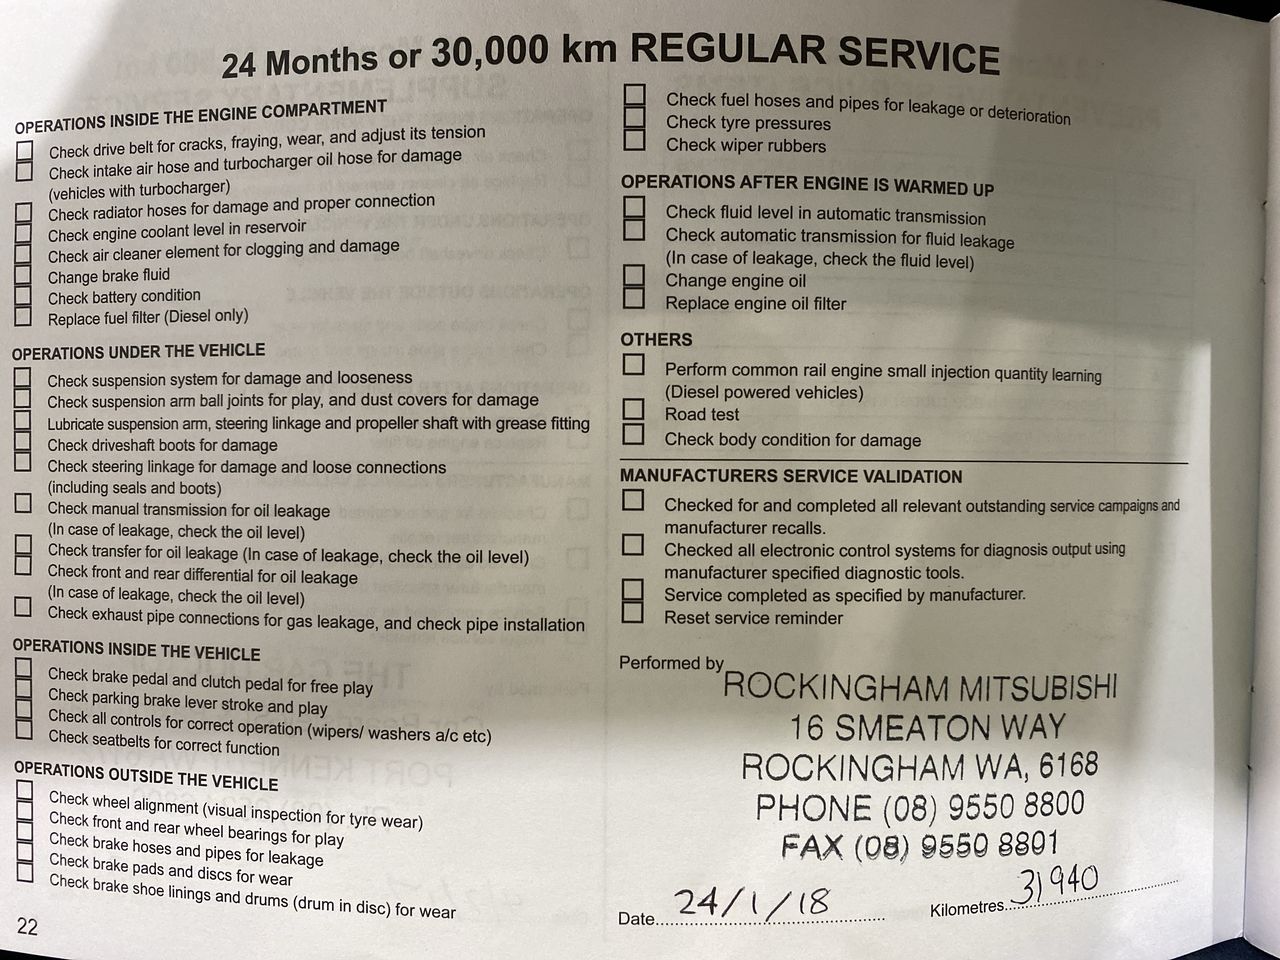 24 Months or 30,000 km REGULAR SERVICE
OPERATIONS INSIDE THE ENGINE COMPARTMENT
Check drive belt for cracks, fraying, wear, and adjust its tension
Check intake air hose and turbocharger oil hose for damage
(vehicles with turbocharger)
Check radiator hoses for damage and proper connection
Check engine coolant level in reservoir
Check air cleaner element for clogging and damage
Change brake fluid
Check battery condition
Replace fuel filter (Diesel only)
OPERATIONS UNDER THE VEHICLE
Check suspension system for damage and looseness
Check suspension arm ball joints for play, and dust covers for damage
Lubricate suspension arm, steering linkage and propeller shaft with grease fitting
Check driveshaft boots for damage
Check steering linkage for damage and loose connections
(including seals and boots)
Check manual transmission for oil leakage
(In case of leakage, check the oil level)
Check transfer for oil leakage (In case of leakage, check the oil level)
Check front and rear differential for oil leakage
(In case of leakage, check the oil level)
Check exhaust pipe connections for gas leakage, and check pipe installation
OPERATIONS INSIDE THE VEHICLE
Check brake pedal and clutch pedal for free play
Check parking brake lever stroke and play
Check all controls for correct operation (wipers/ washers a/c etc)
Check seatbelts for correct function
OPERATIONS OUTSIDE THE VEHICLE
Check wheel alignment (visual inspection for tyre wear)
Check front and rear wheel bearings for play
Check brake hoses and pipes for leakage
Check brake pads and discs for wear
Check brake shoe linings and drums (drum in disc) for wear
22
Check fuel hoses and pipes for leakage or deterioration
Check tyre pressures
Check wiper rubbers
OPERATIONS AFTER ENGINE IS WARMED UP
Check fluid level in automatic transmission
Check automatic transmission for fluid leakage
(In case of leakage, check the fluid level)
Change engine oil
Replace engine oil filter
OTHERS
Perform common rail engine small injection quantity learning
(Diesel powered vehicles)
Road test
Check body condition for damage
MANUFACTURERS SERVICE VALIDATION
Checked for and completed all relevant outstanding service campaigns and
manufacturer recalls.
Checked all electronic control systems for diagnosis output using
manufacturer specified diagnostic tools.
Service completed as specified by manufacturer.
Reset service reminder
Performed by
ROCKINGHAM MITSUBISHI
16 SMEATON WAY
ROCKINGHAM WA, 6168
PHONE (08) 9550 8800
FAX (08) 9550 8801
Date 24/1/18 Kilometres 31940